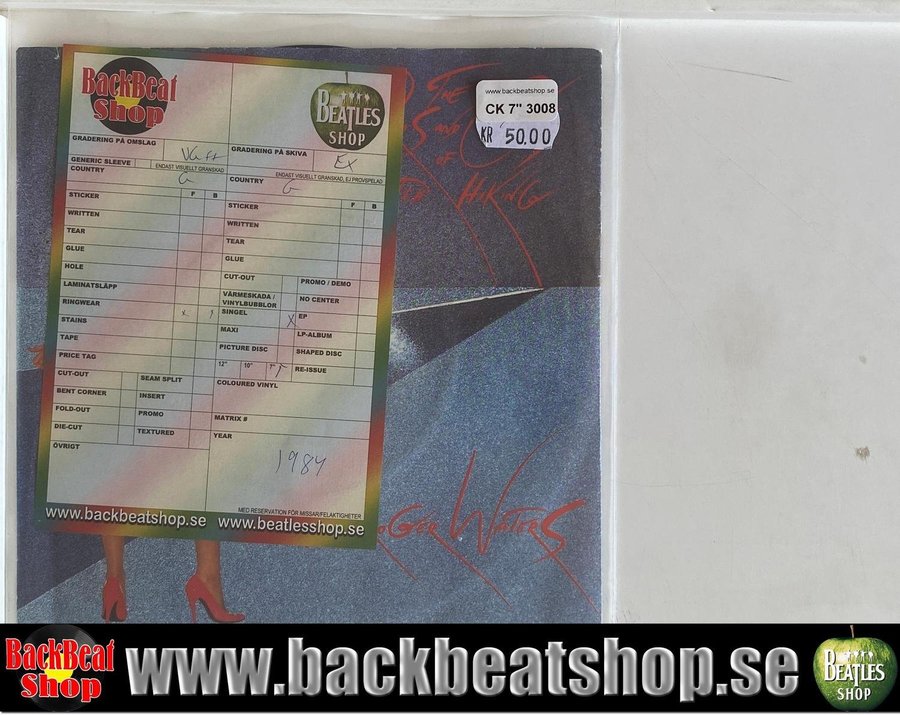 BackBeat
Shop
BEATLES
SHOP
GRADERING PÅ OMSLAG
GENERIC SLEEVE
ENDAST VISUELLT GRANSKAD
COUNTRY G
F B
STICKER
WRITTEN
TEAR
GLUE
HOLE
LAMINATSLÄPP
RINGWEAR
STAINS x
TAPE
PRICE TAG
CUT-OUT
BENT CORNER
FOLD-OUT
DIE-CUT
SEAM SPLIT
INSERT
PROMO
TEXTURED
ÖVRIGT
GRADERING PÅ SKIVA Ex
ENDAST VISUELLT GRANSKAD, EJ PROVSPELAD
COUNTRY G
F B
STICKER
WRITTEN
TEAR
GLUE
CUT-OUT
PROMO / DEMO
VÄRMESKADA /
VINYLBUBBLOR
NO CENTER
SINGEL X
EP
MAXI
LP-ALBUM
PICTURE DISC
SHAPED DISC
12" 10" 7"
RE-ISSUE
COLOURED VINYL
MATRIX #
YEAR
1984
MED RESERVATION FÖR MISSAR/FELAKTIGHETER
www.backbeatshop.se www.beatlesshop.se
www.backbeatshop.se
CK 7" 3008
KR 50.00
THE
AND
OF
HIKING
ROGER WATERS
BackBeat
Shop
www.backbeatshop.se
BEATLES
SHOP